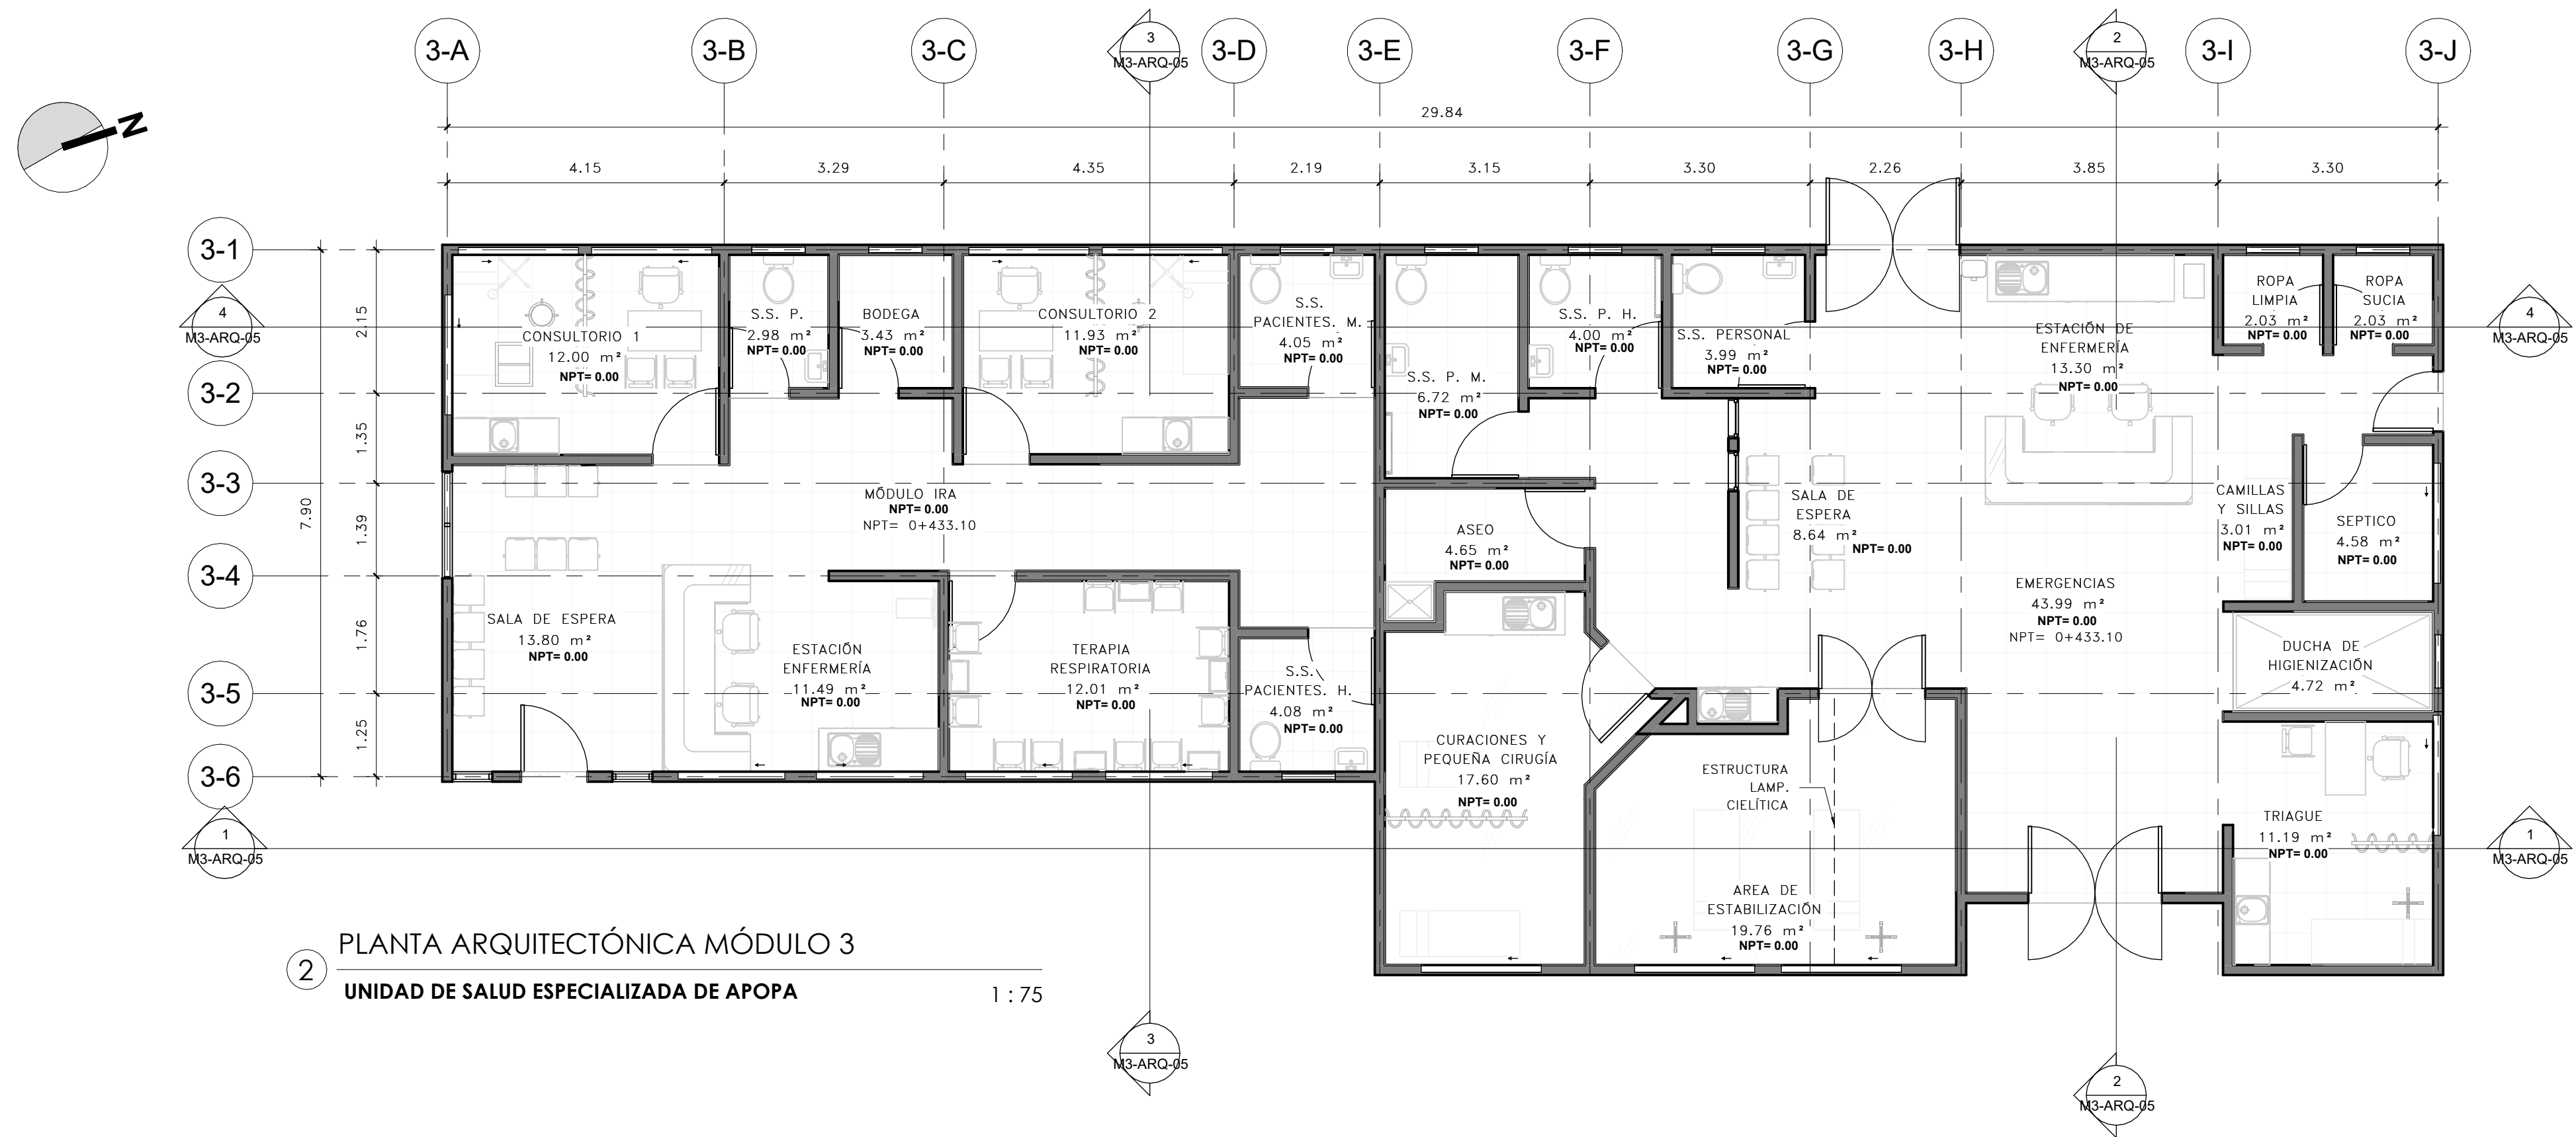 3-A
3-B
3-C
3
M3-ARQ-05
3-D
3-E
3-F
3-G
3-H
2
M3-ARQ-05
3-I
3-J
N
29.84
4.15
3.29
4.35
2.19
3.15
3.30
2.26
3.85
3.30
3-1
3-2
3-3
3-4
3-5
3-6
2.15
1.35
1.39
1.76
1.25
7.90
4
M3-ARQ-05
4
M3-ARQ-05
1
M3-ARQ-05
1
M3-ARQ-05
CONSULTORIO 1
12.00 m²
NPT= 0.00
S.S. P.
2.98 m²
NPT= 0.00
BODEGA
3.43 m²
NPT= 0.00
CONSULTORIO 2
11.93 m²
NPT= 0.00
S.S.
PACIENTES. M.
4.05 m²
NPT= 0.00
S.S. P. M.
6.72 m²
NPT= 0.00
S.S. P. H.
4.00 m²
NPT= 0.00
S.S. PERSONAL
3.99 m²
NPT= 0.00
ESTACIÓN DE
ENFERMERÍA
13.30 m²
NPT= 0.00
ROPA
LIMPIA
2.03 m²
NPT= 0.00
ROPA
SUCIA
2.03 m²
NPT= 0.00
MÓDULO IRA
NPT= 0.00
NPT= 0+433.10
ASEO
4.65 m²
NPT= 0.00
SALA DE
ESPERA
8.64 m²
NPT= 0.00
CAMILLAS
Y SILLAS
3.01 m²
NPT= 0.00
SEPTICO
4.58 m²
NPT= 0.00
EMERGENCIAS
43.99 m²
NPT= 0.00
NPT= 0+433.10
SALA DE ESPERA
13.80 m²
NPT= 0.00
ESTACIÓN
ENFERMERÍA
11.49 m²
NPT= 0.00
TERAPIA
RESPIRATORIA
12.01 m²
NPT= 0.00
S.S.
PACIENTES. H.
4.08 m²
NPT= 0.00
DUCHA DE
HIGIENIZACIÓN
4.72 m²
CURACIONES Y
PEQUEÑA CIRUGÍA
17.60 m²
NPT= 0.00
ESTRUCTURA
LAMP.
CIELÍTICA
AREA DE
ESTABILIZACIÓN
19.76 m²
NPT= 0.00
TRIAGUE
11.19 m²
NPT= 0.00
2
PLANTA ARQUITECTÓNICA MÓDULO 3
UNIDAD DE SALUD ESPECIALIZADA DE APOPA
1 : 75
3
M3-ARQ-05
2
M3-ARQ-05